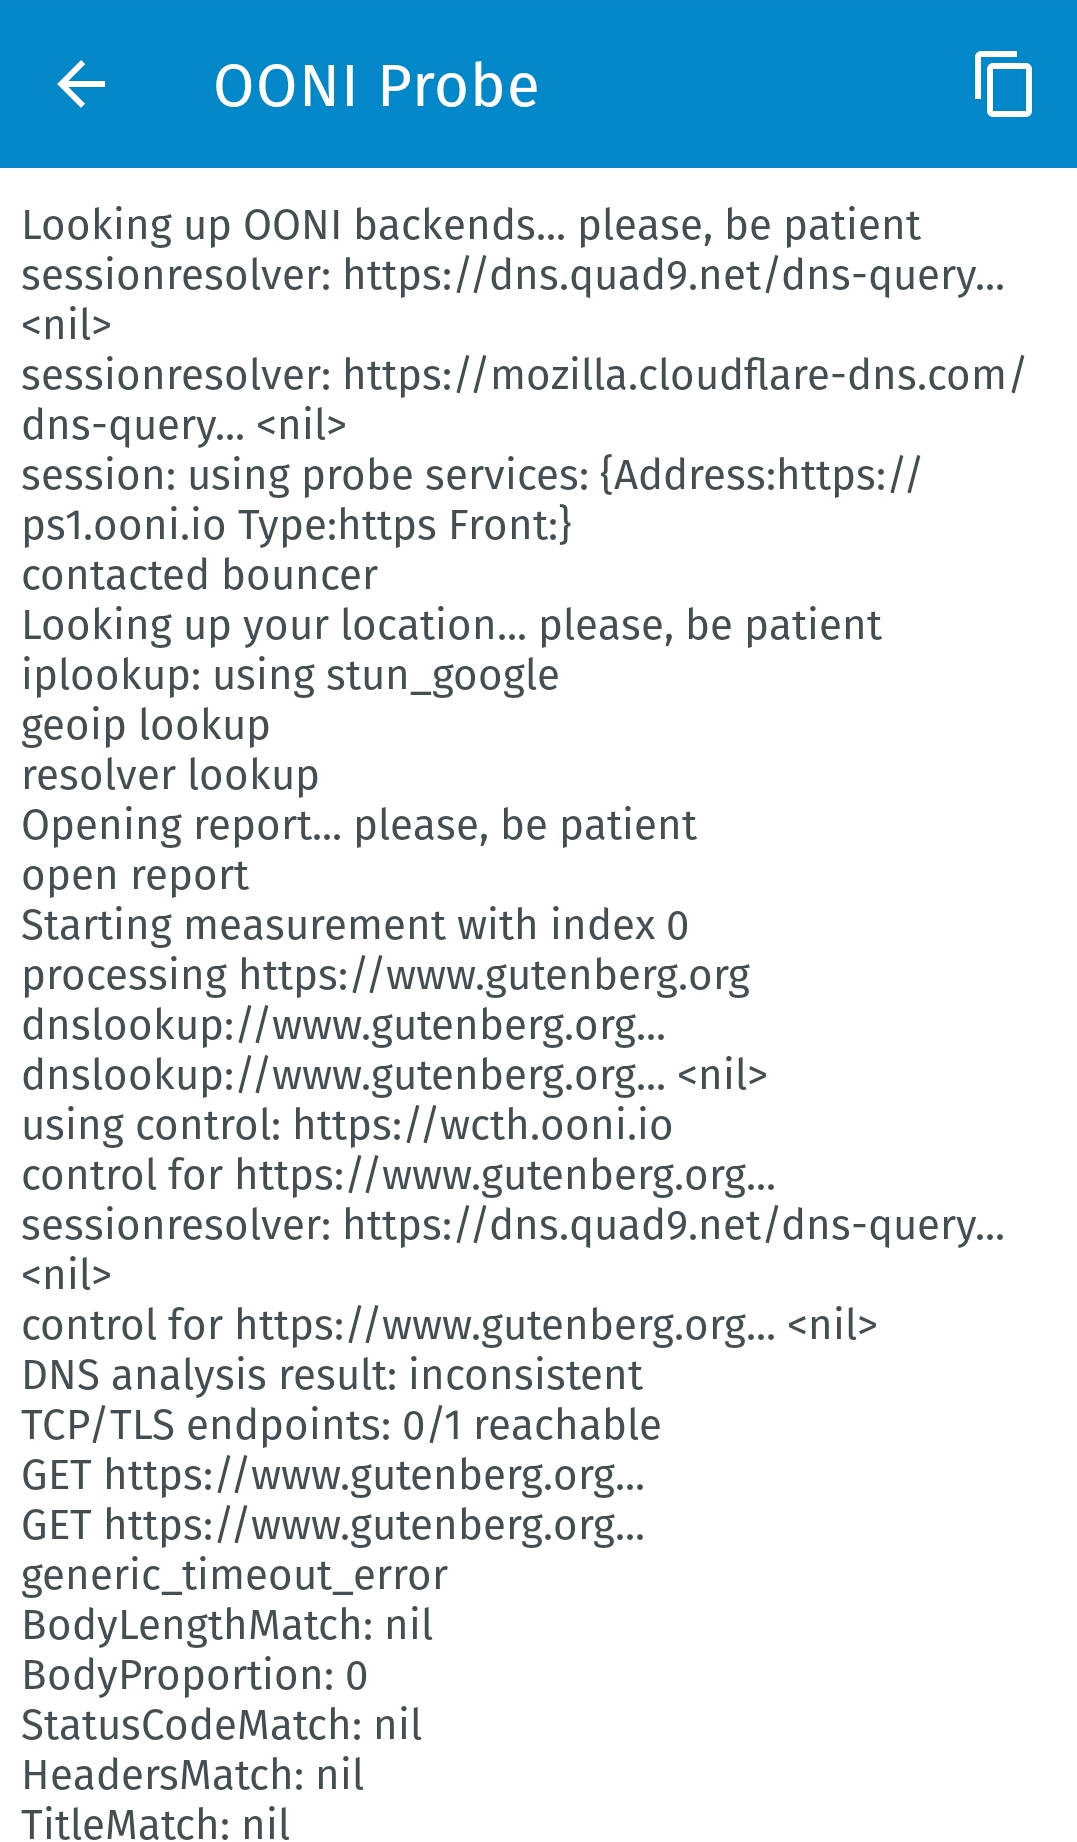 OONI Probe
Looking up OONI backends... please, be patient
sessionresolver: https://dns.quad9.net/dns-query...
<nil>
sessionresolver: https://mozilla.cloudflare-dns.com/
dns-query... <nil>
session: using probe services: {Address:https://
ps1.ooni.io Type:https Front:}
contacted bouncer
Looking up your location... please, be patient
iplookup: using stun_google
geoip lookup
resolver lookup
Opening report... please, be patient
open report
Starting measurement with index 0
processing https://www.gutenberg.org
dnslookup://www.gutenberg.org...
dnslookup://www.gutenberg.org... <nil>
using control: https://wcth.ooni.io
control for https://www.gutenberg.org...
sessionresolver: https://dns.quad9.net/dns-query...
<nil>
control for https://www.gutenberg.org... <nil>
DNS analysis result: inconsistent
TCP/TLS endpoints: 0/1 reachable
GET https://www.gutenberg.org...
GET https://www.gutenberg.org...
generic_timeout_error
BodyLengthMatch: nil
BodyProportion: 0
StatusCodeMatch: nil
HeadersMatch: nil
TitleMatch: nil